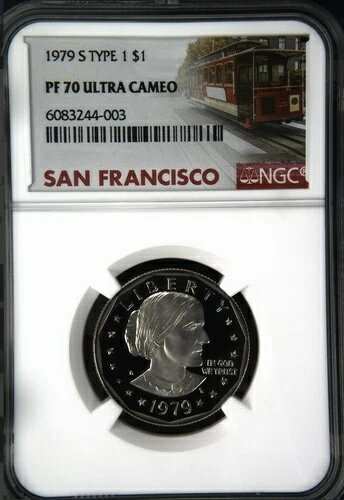 1979 S TYPE 1 $1
PF 70 ULTRA CAMEO
6083244-003
SAN FRANCISCO
NGC®
LIBERTY
IN GOD
WE TRUST
S
1979